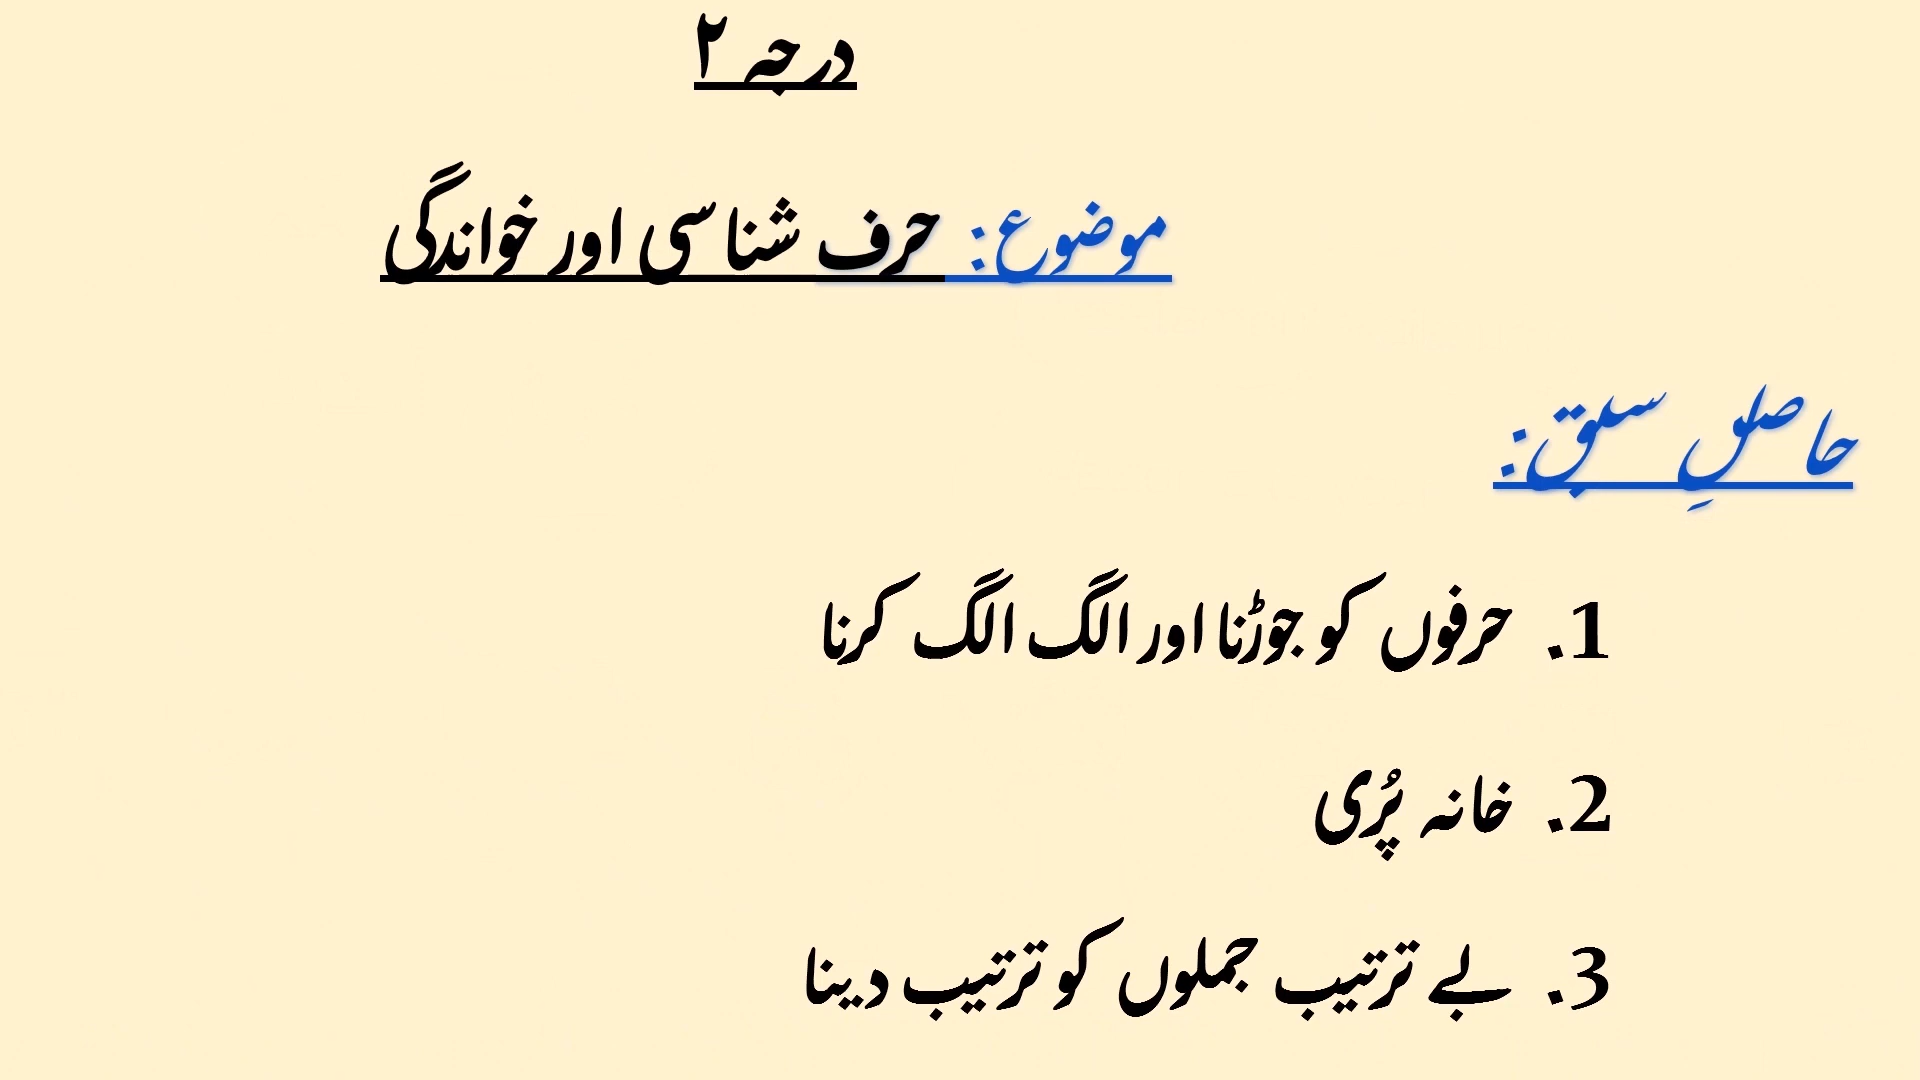 درجہ ۲
موضوع: حرف شناسی اور خواندگی
حاصلِ سبق:
1. حرفوں کو جوڑنا اور الگ الگ کرنا
2. خانہ پُری
3. بے ترتیب جملوں کو ترتیب دینا